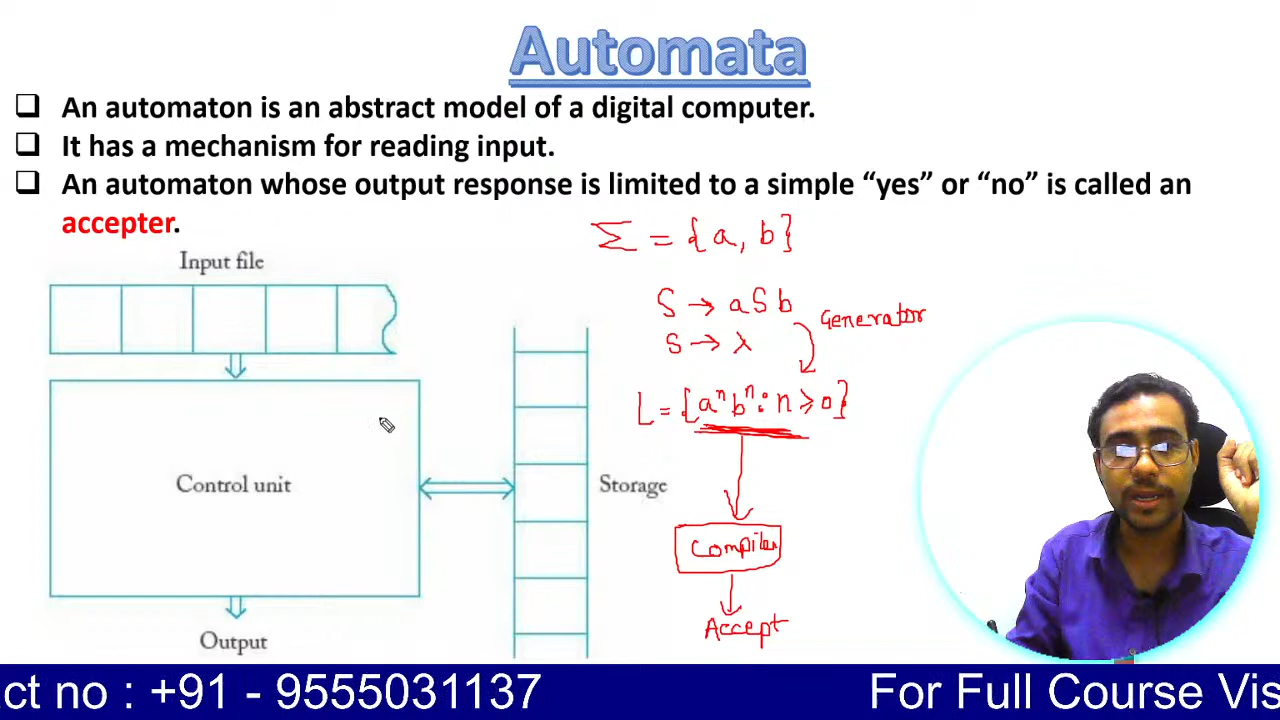 Automata
❑ An automaton is an abstract model of a digital computer.
❑ It has a mechanism for reading input.
❑ An automaton whose output response is limited to a simple “yes” or “no” is called an
accepter.
Σ = {a, b}
Input file
S → aSb
Generator
S → λ
L = {aⁿbⁿ : n ≥ 0}
Control unit
Storage
Compiler
Accept
Output
ct no : +91 - 9555031137
For Full Course Vis